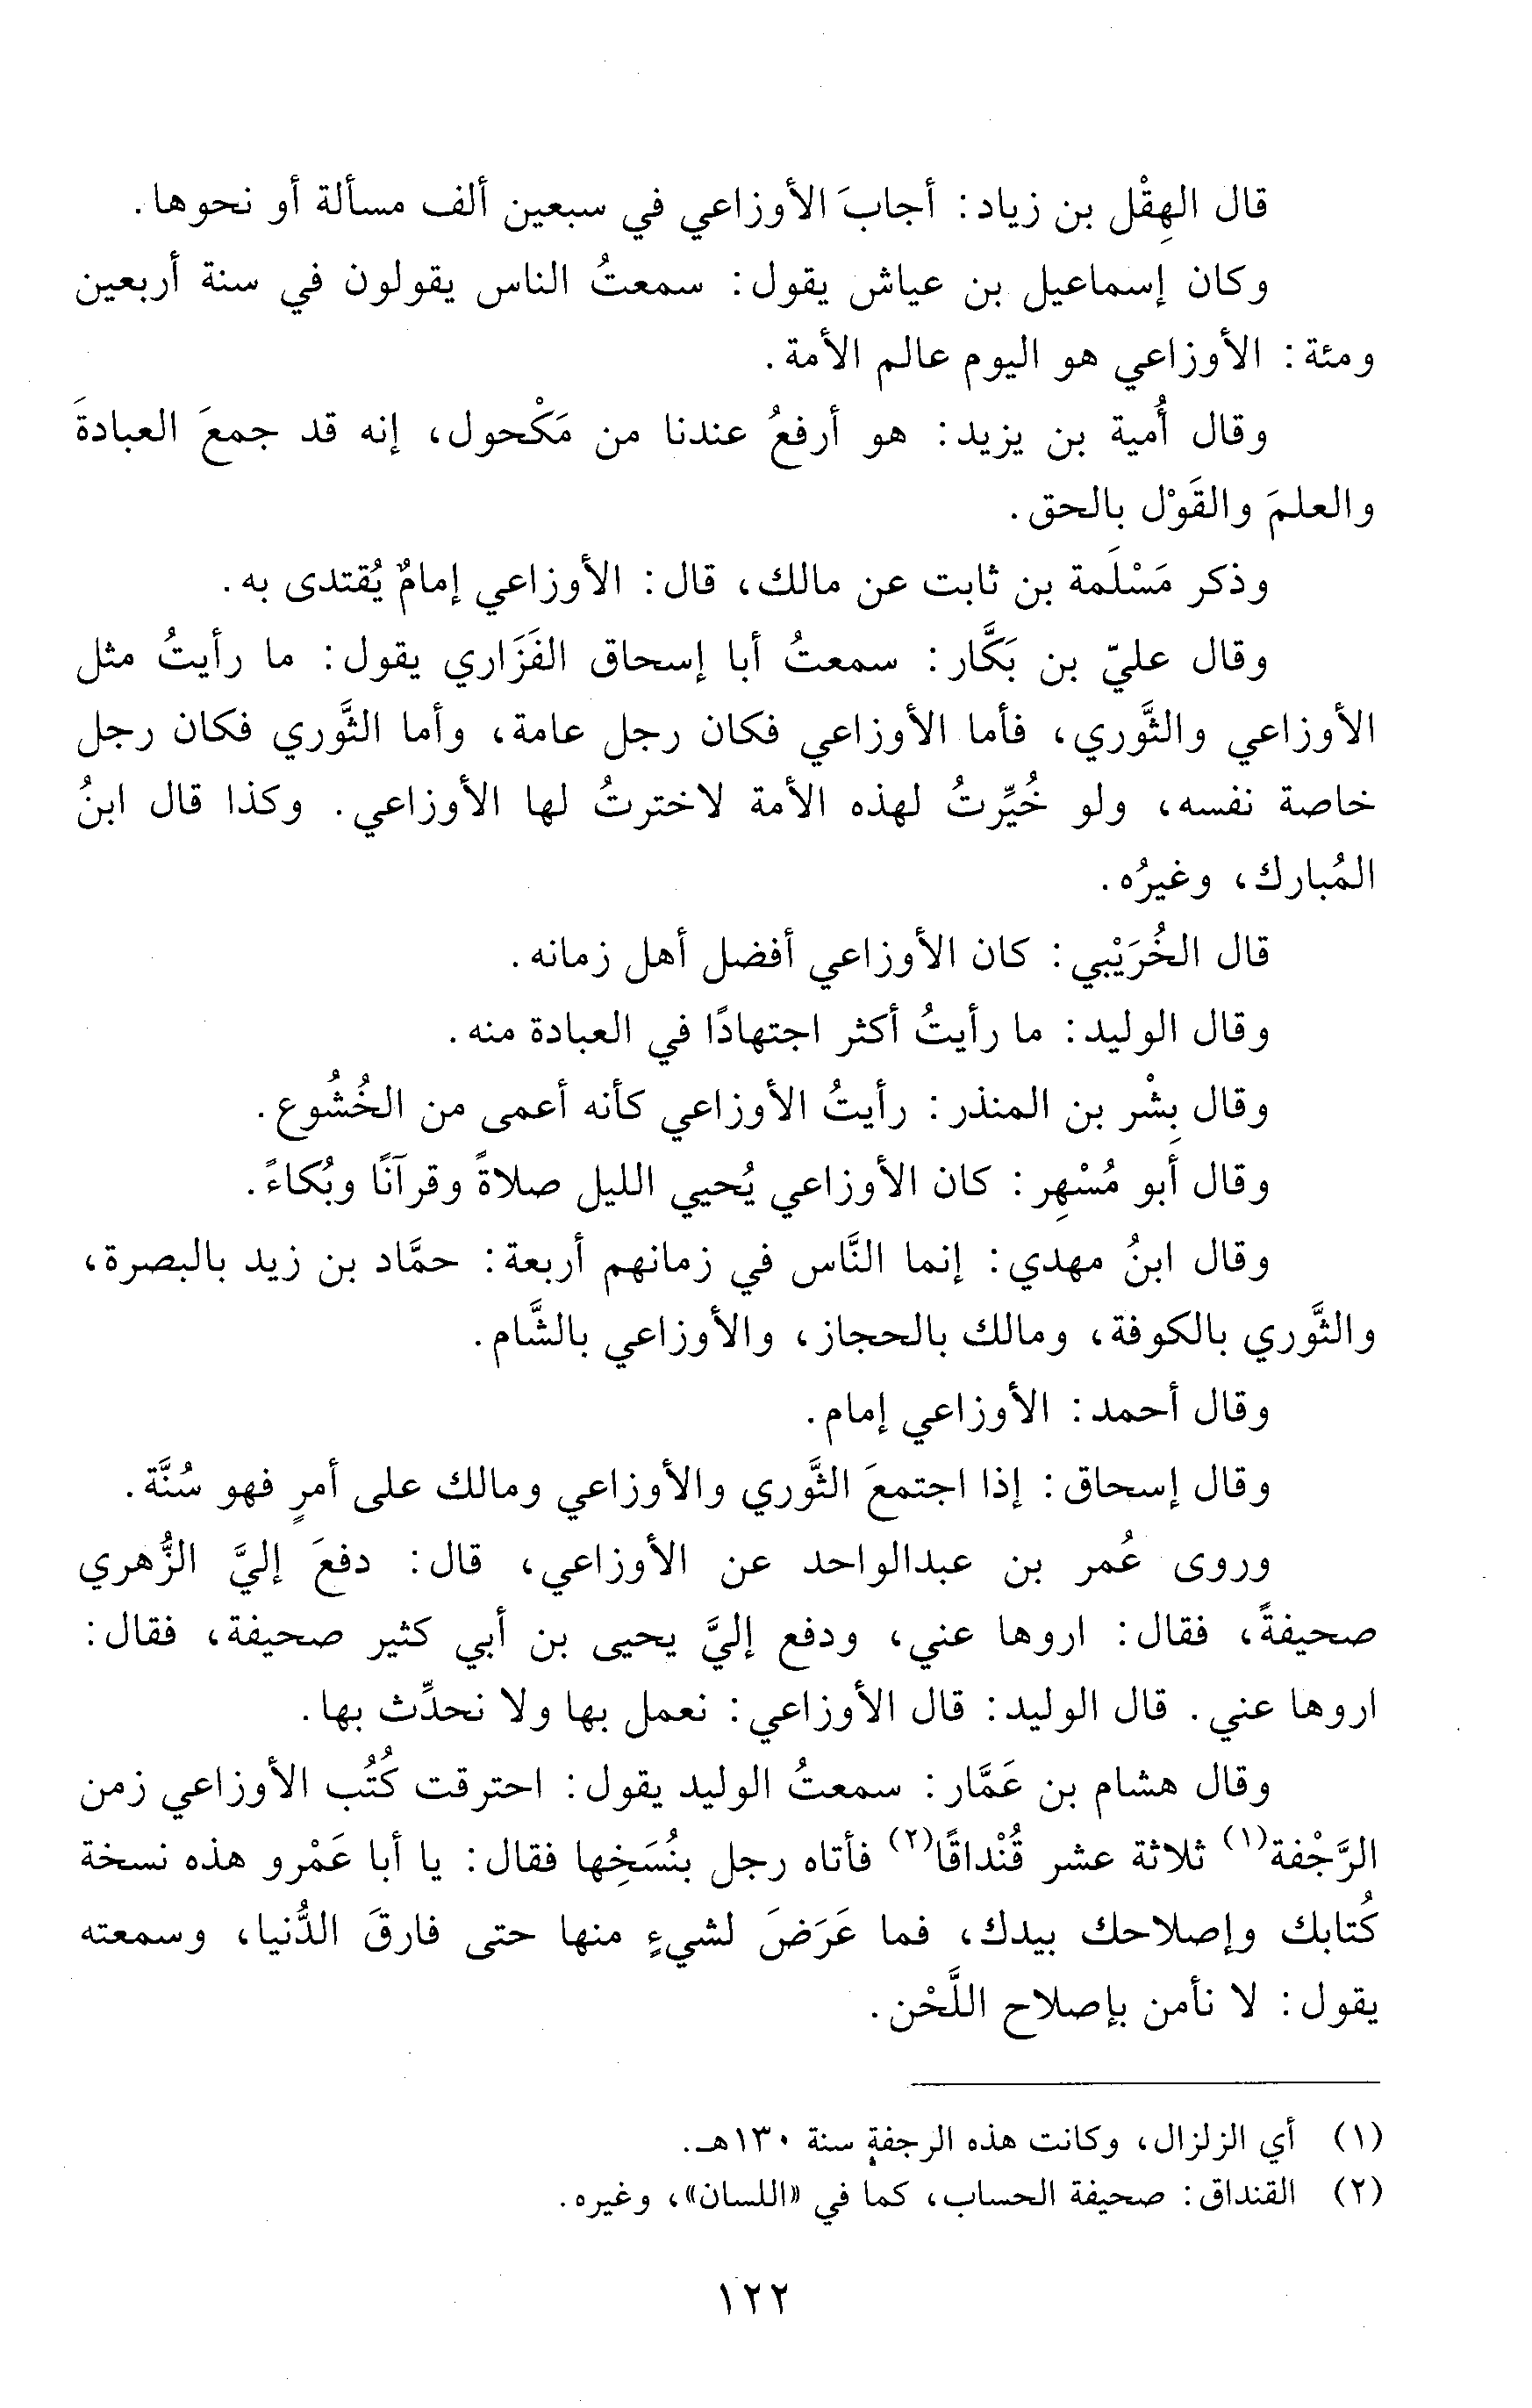 قال الهِقْل بن زياد: أجابَ الأوزاعي في سبعين ألف مسألة أو نحوها.
وكان إسماعيل بن عياش يقول: سمعتُ الناس يقولون في سنة أربعين
ومئة: الأوزاعي هو اليوم عالم الأمة.
وقال أُمية بن يزيد: هو أرفعُ عندنا من مَكْحول، إنه قد جمعَ العبادةَ
والعلمَ والقَوْل بالحق.
وذكر مَسْلَمة بن ثابت عن مالك، قال: الأوزاعي إمامٌ يُقتدى به.
وقال عليّ بن بَكَّار: سمعتُ أبا إسحاق الفَزَاري يقول: ما رأيتُ مثل
الأوزاعي والثَّوري، فأما الأوزاعي فكان رجل عامة، وأما الثَّوري فكان رجل
خاصة نفسه، ولو خُيِّرتُ لهذه الأمة لاخترتُ لها الأوزاعي. وكذا قال ابنُ
المُبارك، وغيرُه.
قال الخُرَيْبي: كان الأوزاعي أفضل أهل زمانه.
وقال الوليد: ما رأيتُ أكثر اجتهادًا في العبادة منه.
وقال بِشْر بن المنذر: رأيتُ الأوزاعي كأنه أعمى من الخُشُوع.
وقال أبو مُسْهِر: كان الأوزاعي يُحيي الليل صلاةً وقرآنًا وبُكاءً.
وقال ابنُ مهدي: إنما النَّاس في زمانهم أربعة: حمَّاد بن زيد بالبصرة،
والثَّوري بالكوفة، ومالك بالحجاز، والأوزاعي بالشَّام.
وقال أحمد: الأوزاعي إمام.
وقال إسحاق: إذا اجتمعَ الثَّوري والأوزاعي ومالك على أمرٍ فهو سُنَّة.
وروى عُمر بن عبدالواحد عن الأوزاعي، قال: دفعَ إليَّ الزُّهري
صحيفةً، فقال: اروها عني، ودفع إليَّ يحيى بن أبي كثير صحيفة، فقال:
اروها عني. قال الوليد: قال الأوزاعي: نعمل بها ولا نحدِّث بها.
وقال هشام بن عَمَّار: سمعتُ الوليد يقول: احترقت كُتُب الأوزاعي زمن
الرَّجْفة(١) ثلاثة عشر قُنْداقًا(٢) فأتاه رجل بنُسَخِها فقال: يا أبا عَمْرو هذه نسخة
كُتابك وإصلاحك بيدك، فما عَرَضَ لشيءٍ منها حتى فارقَ الدُّنيا، وسمعته
يقول: لا نأمن بإصلاح اللَّحْن.
(١) أي الزلزال، وكانت هذه الرجفة سنة ١٣٠هـ.
(٢) القنداق: صحيفة الحساب، كما في «اللسان»، وغيره.
١٢٢